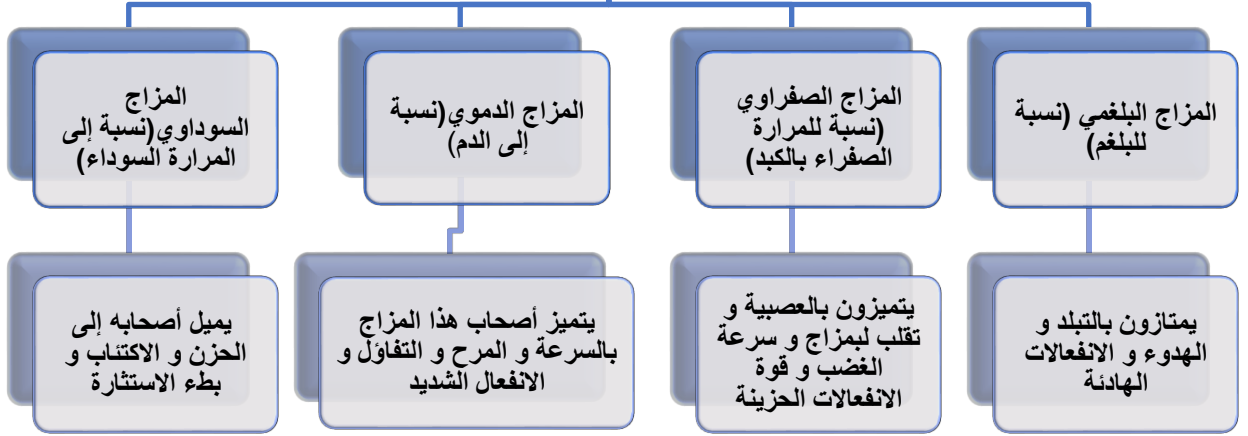 المزاج البلغمي (نسبة
للبلغم)
المزاج الصفراوي
(نسبة للمرارة
الصفراء بالكبد)
المزاج الدموي(نسبة
إلى الدم)
المزاج
السوداوي(نسبة إلى
المرارة السوداء)
يمتازون بالتبلد و
الهدوء و الانفعالات
الهادئة
يتميزون بالعصبية و
تقلب لبمزاج و سرعة
الغضب و قوة
الانفعالات الحزينة
يتميز أصحاب هذا المزاج
بالسرعة و المرح و التفاؤل و
الانفعال الشديد
يميل أصحابه إلى
الحزن و الاكتئاب و
بطء الاستثارة